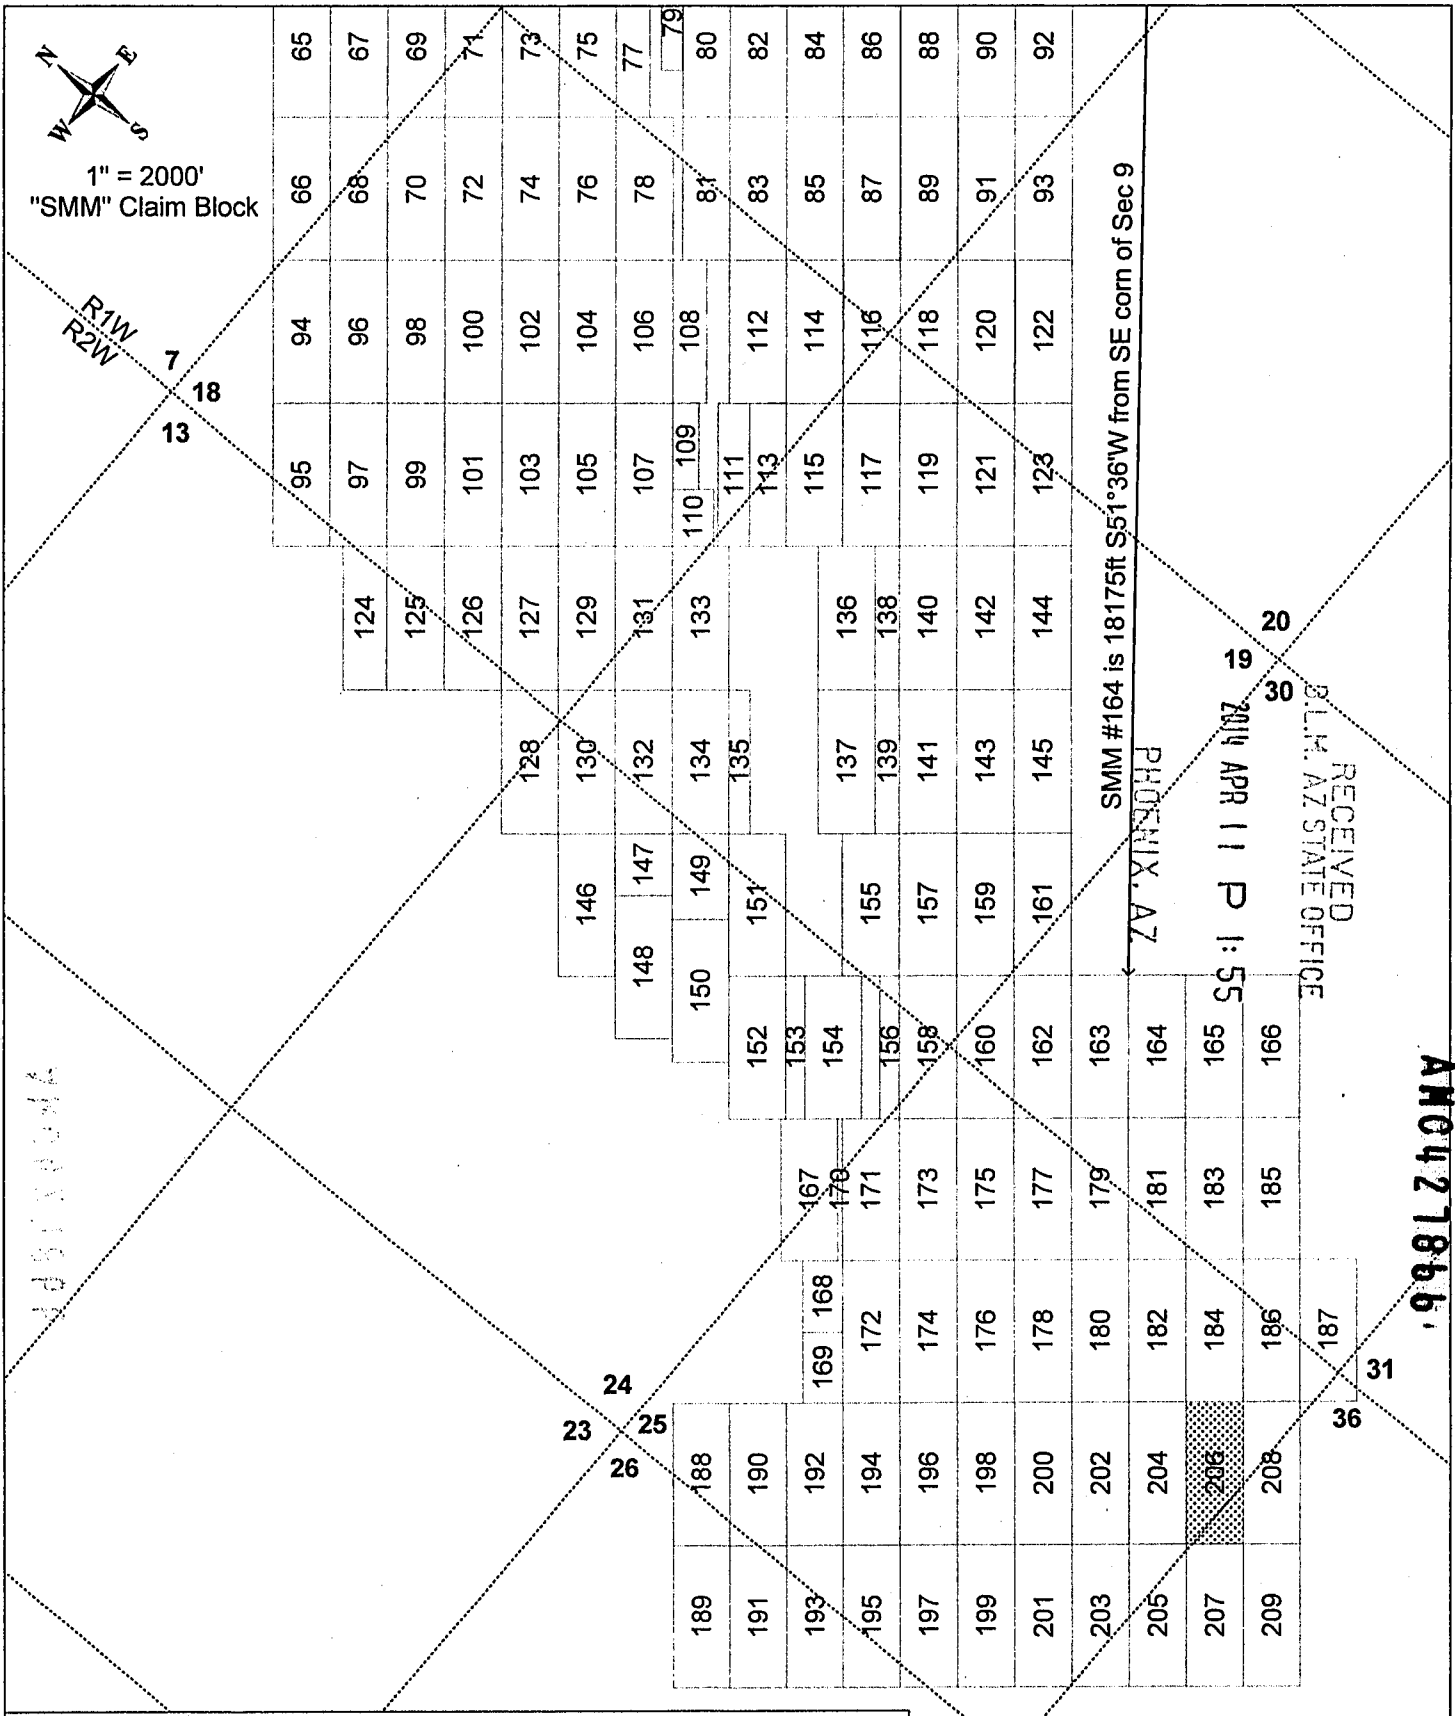 N E
W S
1" = 2000'
"SMM" Claim Block
65 67 69 71 73 75 77 79 80 82 84 86 88 90 92
66 68 70 72 74 76 78 81 83 85 87 89 91 93
R1W
R2W
7
18
13
94 96 98 100 102 104 106 108 112 114 116 118 120 122
95 97 99 101 103 105 107 109 110 111 113 115 117 119 121 123
124 125 126 127 129 131 133 136 138 140 142 144
128 130 132 134 135 137 139 141 143 145
146 147 148 149 150 151 155 157 159 161
152 153 154 156 158 160 162 163 164 165 166
167 170 171 173 175 177 179 181 183 185
168 169 172 174 176 178 180 182 184 186 187
188 190 192 194 196 198 200 202 204 206 208
189 191 193 195 197 199 201 203 205 207 209
24
23 25
26
20
19
30
31
36
SMM #164 is 18175ft S51°36'W from SE corn of Sec 9
RECEIVED
B.L.M. AZ STATE OFFICE
2014 APR 11 P 1:55
PHOENIX, AZ
AMC427866